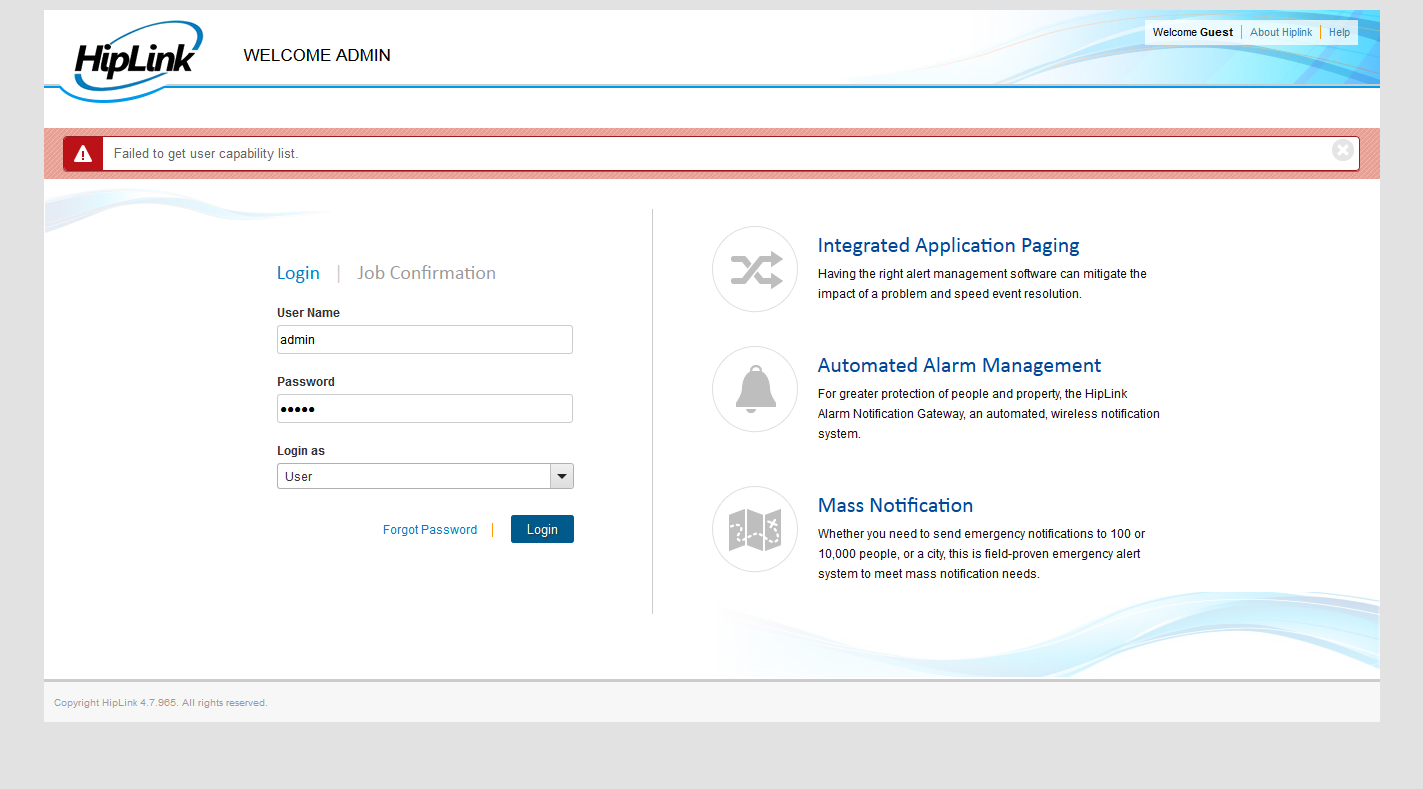 HipLink
WELCOME ADMIN
Welcome Guest | About Hiplink | Help
Failed to get user capability list.
Login | Job Confirmation
User Name
admin
Password
•••••
Login as
User
Forgot Password | Login
Integrated Application Paging
Having the right alert management software can mitigate the
impact of a problem and speed event resolution.
Automated Alarm Management
For greater protection of people and property, the HipLink
Alarm Notification Gateway, an automated, wireless notification
system.
Mass Notification
Whether you need to send emergency notifications to 100 or
10,000 people, or a city, this is field-proven emergency alert
system to meet mass notification needs.
Copyright HipLink 4.7.965. All rights reserved.